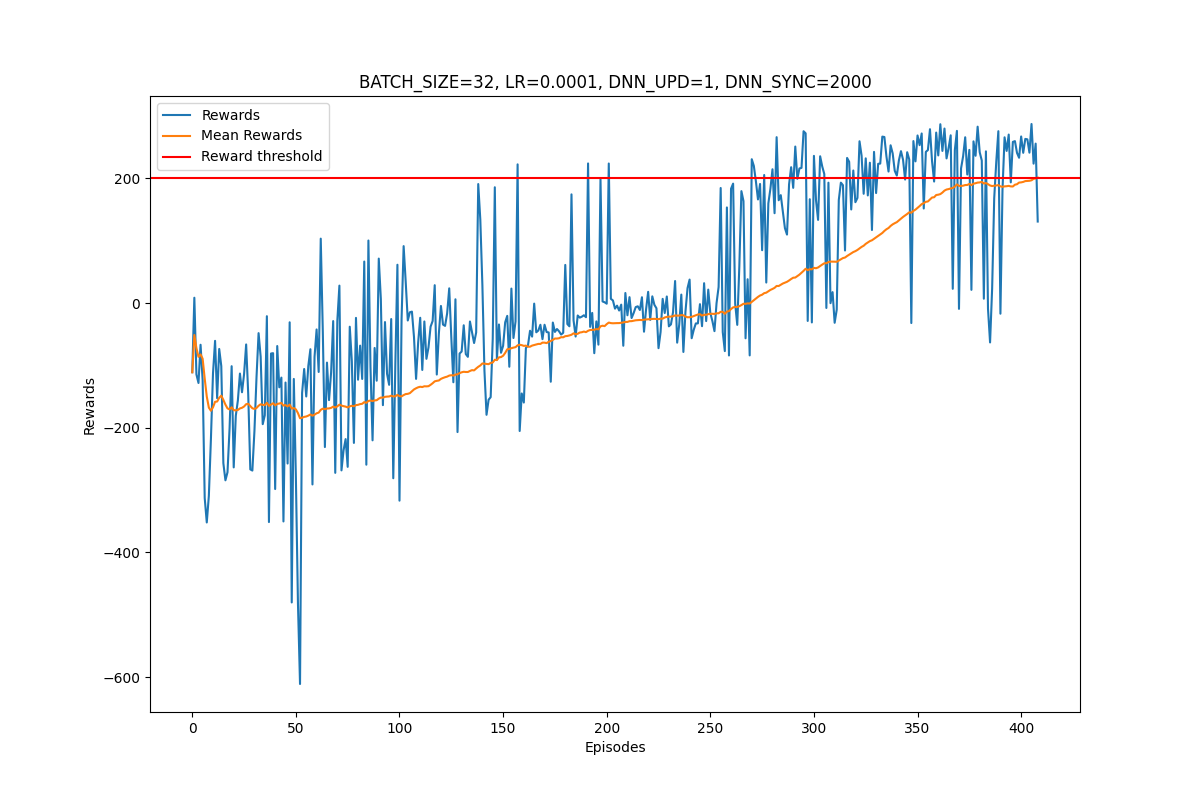 BATCH_SIZE=32, LR=0.0001, DNN_UPD=1, DNN_SYNC=2000
Rewards
Mean Rewards
Reward threshold
200
0
−200
−400
−600
Rewards
0
50
100
150
200
250
300
350
400
Episodes